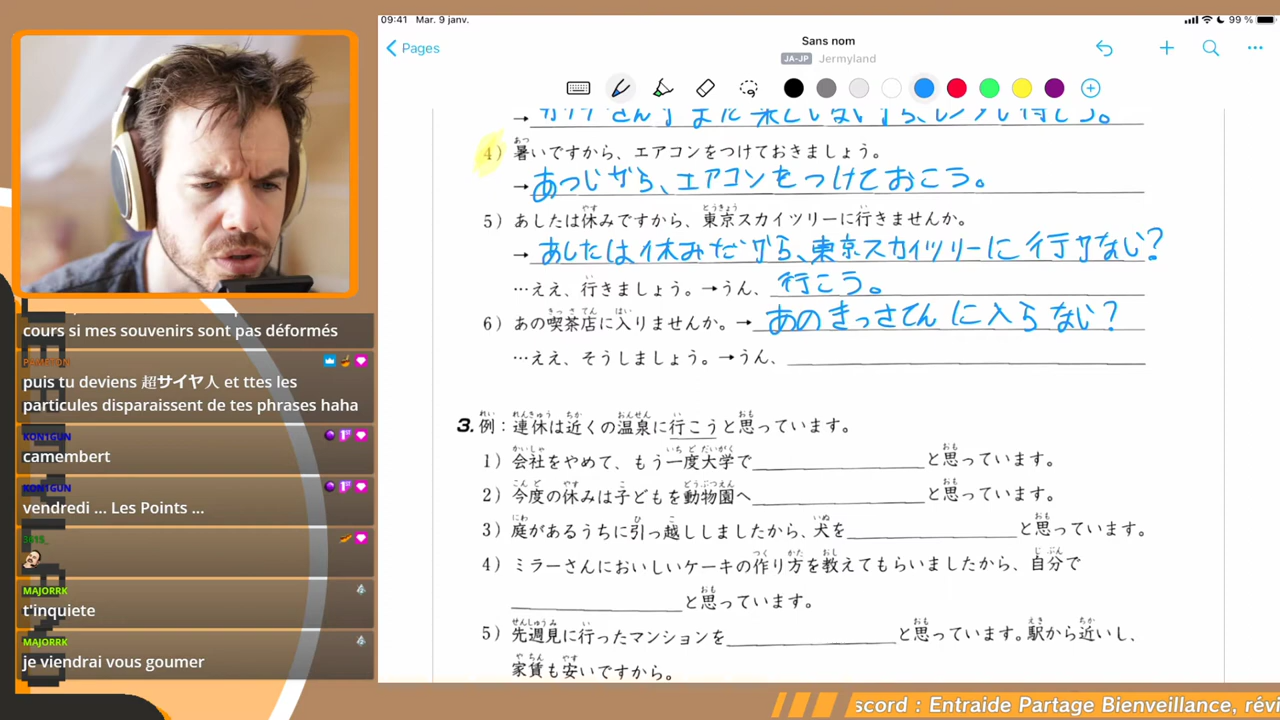 09:41 Mar. 9 janv.
99 %
Pages
Sans nom
JA-JP Jermyland
4) 暑いですから、エアコンをつけておきましょう。
→ あついから、エアコンをつけておこう。
5) あしたは休みですから、東京スカイツリーに行きませんか。
→ あしたは休みだから、東京スカイツリーに行かない?
…ええ、行きましょう。→うん、行こう。
6) あの喫茶店に入りませんか。→ あのきっさてんに入らない?
…ええ、そうしましょう。→うん、
3. 例：連休は近くの温泉に行こうと思っています。
1) 会社をやめて、もう一度大学で と思っています。
2) 今度の休みは子どもを動物園へ と思っています。
3) 庭があるうちに引っ越ししましたから、犬を と思っています。
4) ミラーさんにおいしいケーキの作り方を教えてもらいましたから、自分で
と思っています。
5) 先週見に行ったマンションを と思っています。駅から近いし、
家賃も安いですから。
cours si mes souvenirs sont pas déformés
puis tu deviens 超サイヤ人 et ttes les
particules disparaissent de tes phrases haha
KON1GUN
camembert
KON1GUN
vendredi ... Les Points ...
MAJORRK
t'inquiete
MAJORRK
je viendrai vous goumer
scord : Entraide Partage Bienveillance, révi